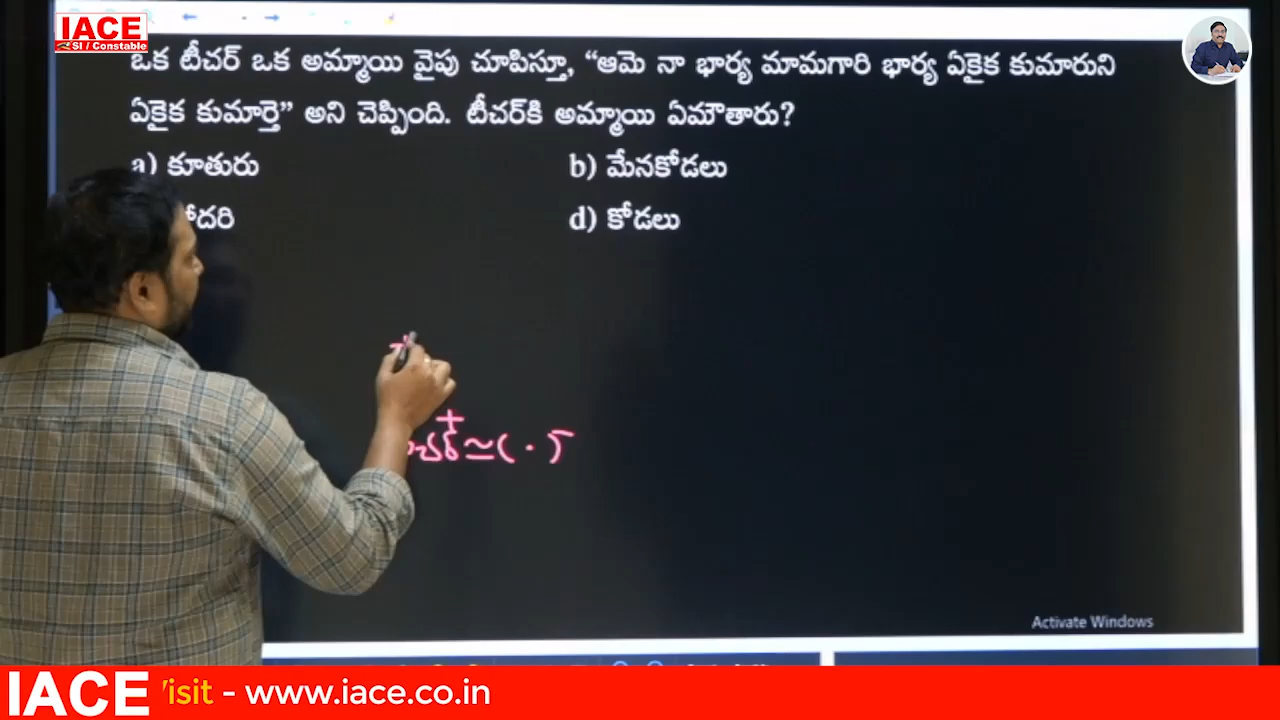 IACE
SI / Constable
ఒక టీచర్ ఒక అమ్మాయి వైపు చూపిస్తూ, “ఆమె నా భార్య మామగారి భార్య ఏకైక కుమారుని
ఏకైక కుమార్తె” అని చెప్పింది. టీచర్‌కి అమ్మాయి ఏమౌతారు?
a) కూతురు b) మేనకోడలు
d) కోడలు
Activate Windows
IACE Visit - www.iace.co.in